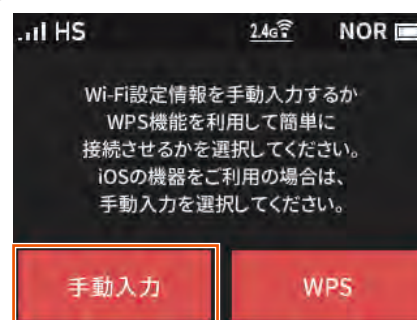 HS 2.4G NOR
Wi-Fi設定情報を手動入力するか
WPS機能を利用して簡単に
接続させるかを選択してください。
iOSの機器をご利用の場合は、
手動入力を選択してください。
手動入力 WPS